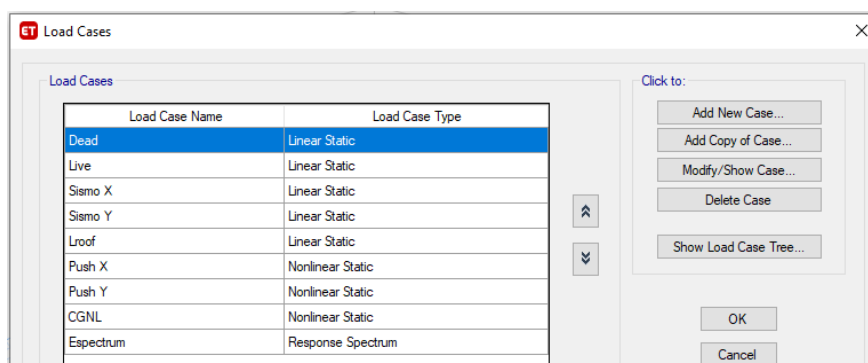 ET Load Cases
Load Cases
Load Case Name Load Case Type
Dead Linear Static
Live Linear Static
Sismo X Linear Static
Sismo Y Linear Static
Lroof Linear Static
Push X Nonlinear Static
Push Y Nonlinear Static
CGNL Nonlinear Static
Espectrum Response Spectrum
Click to:
Add New Case...
Add Copy of Case...
Modify/Show Case...
Delete Case
Show Load Case Tree...
OK
Cancel